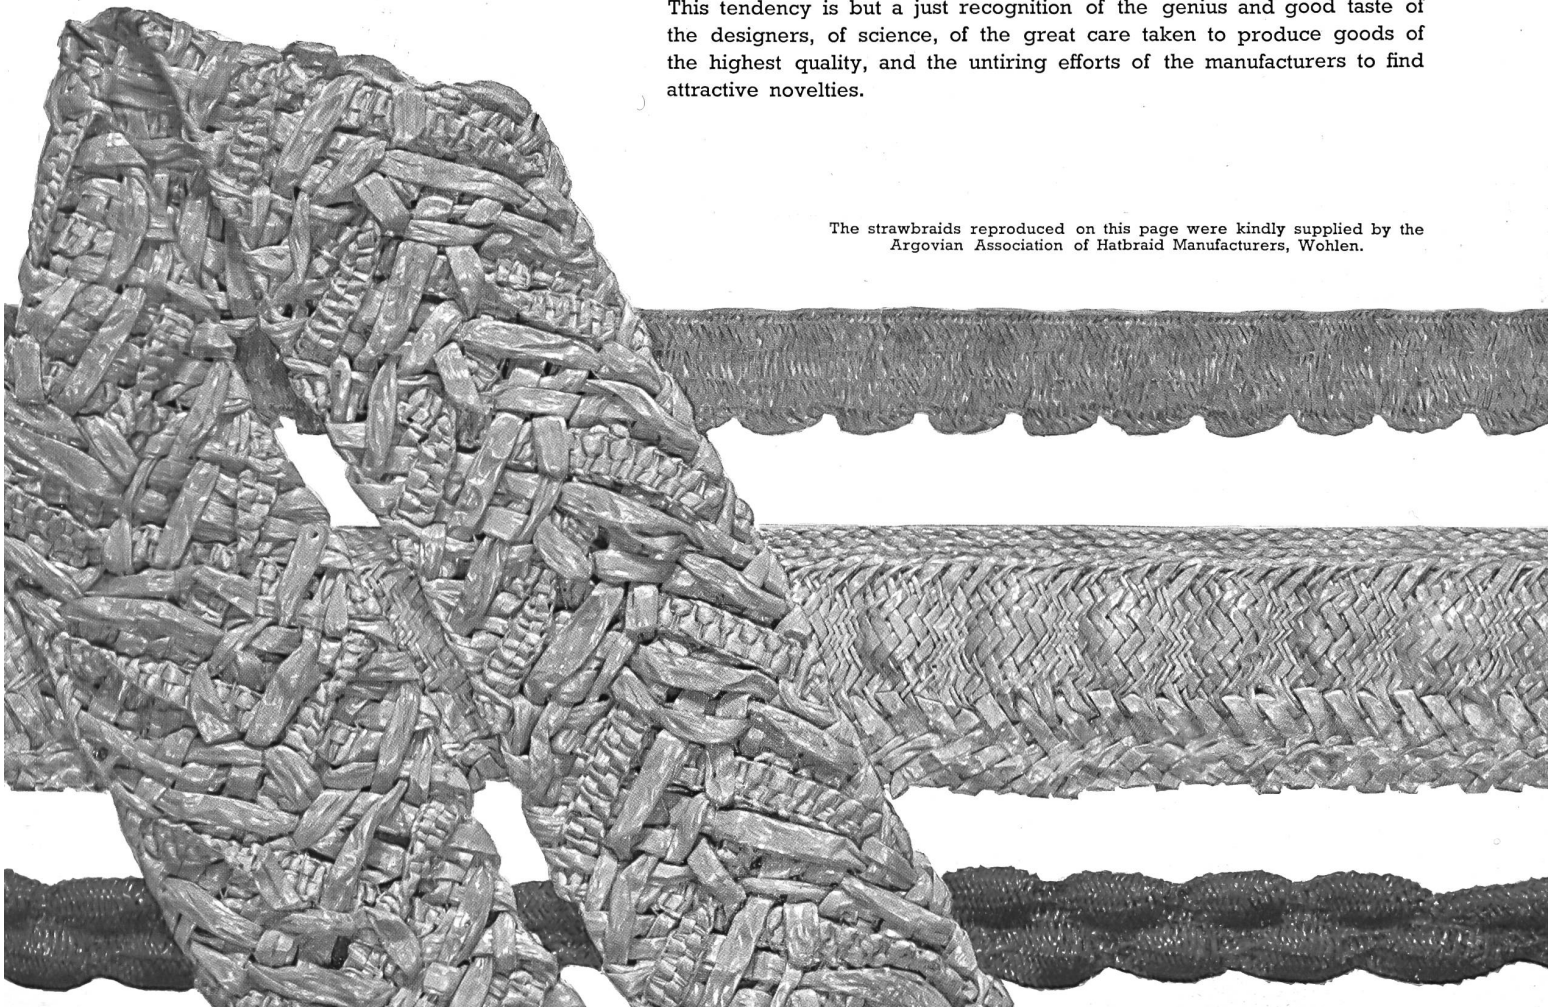 This tendency is but a just recognition of the genius and good taste of
the designers, of science, of the great care taken to produce goods of
the highest quality, and the untiring efforts of the manufacturers to find
attractive novelties.
The strawbraids reproduced on this page were kindly supplied by the
Argovian Association of Hatbraid Manufacturers, Wohlen.